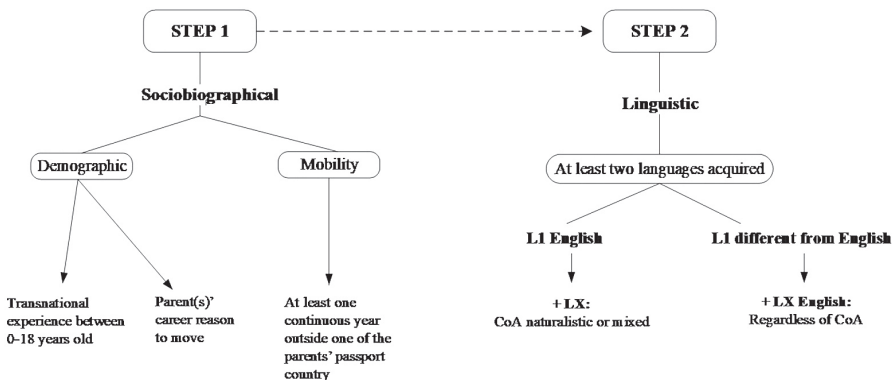 STEP 1
STEP 2
Sociobiographical
Linguistic
Demographic
Mobility
At least two languages acquired
L1 English
L1 different from English
Transnational
experience between
0-18 years old
Parent(s)'
career reason
to move
At least one
continuous year
outside one of the
parents' passport
country
+ LX:
CoA naturalistic or mixed
+ LX English:
Regardless of CoA